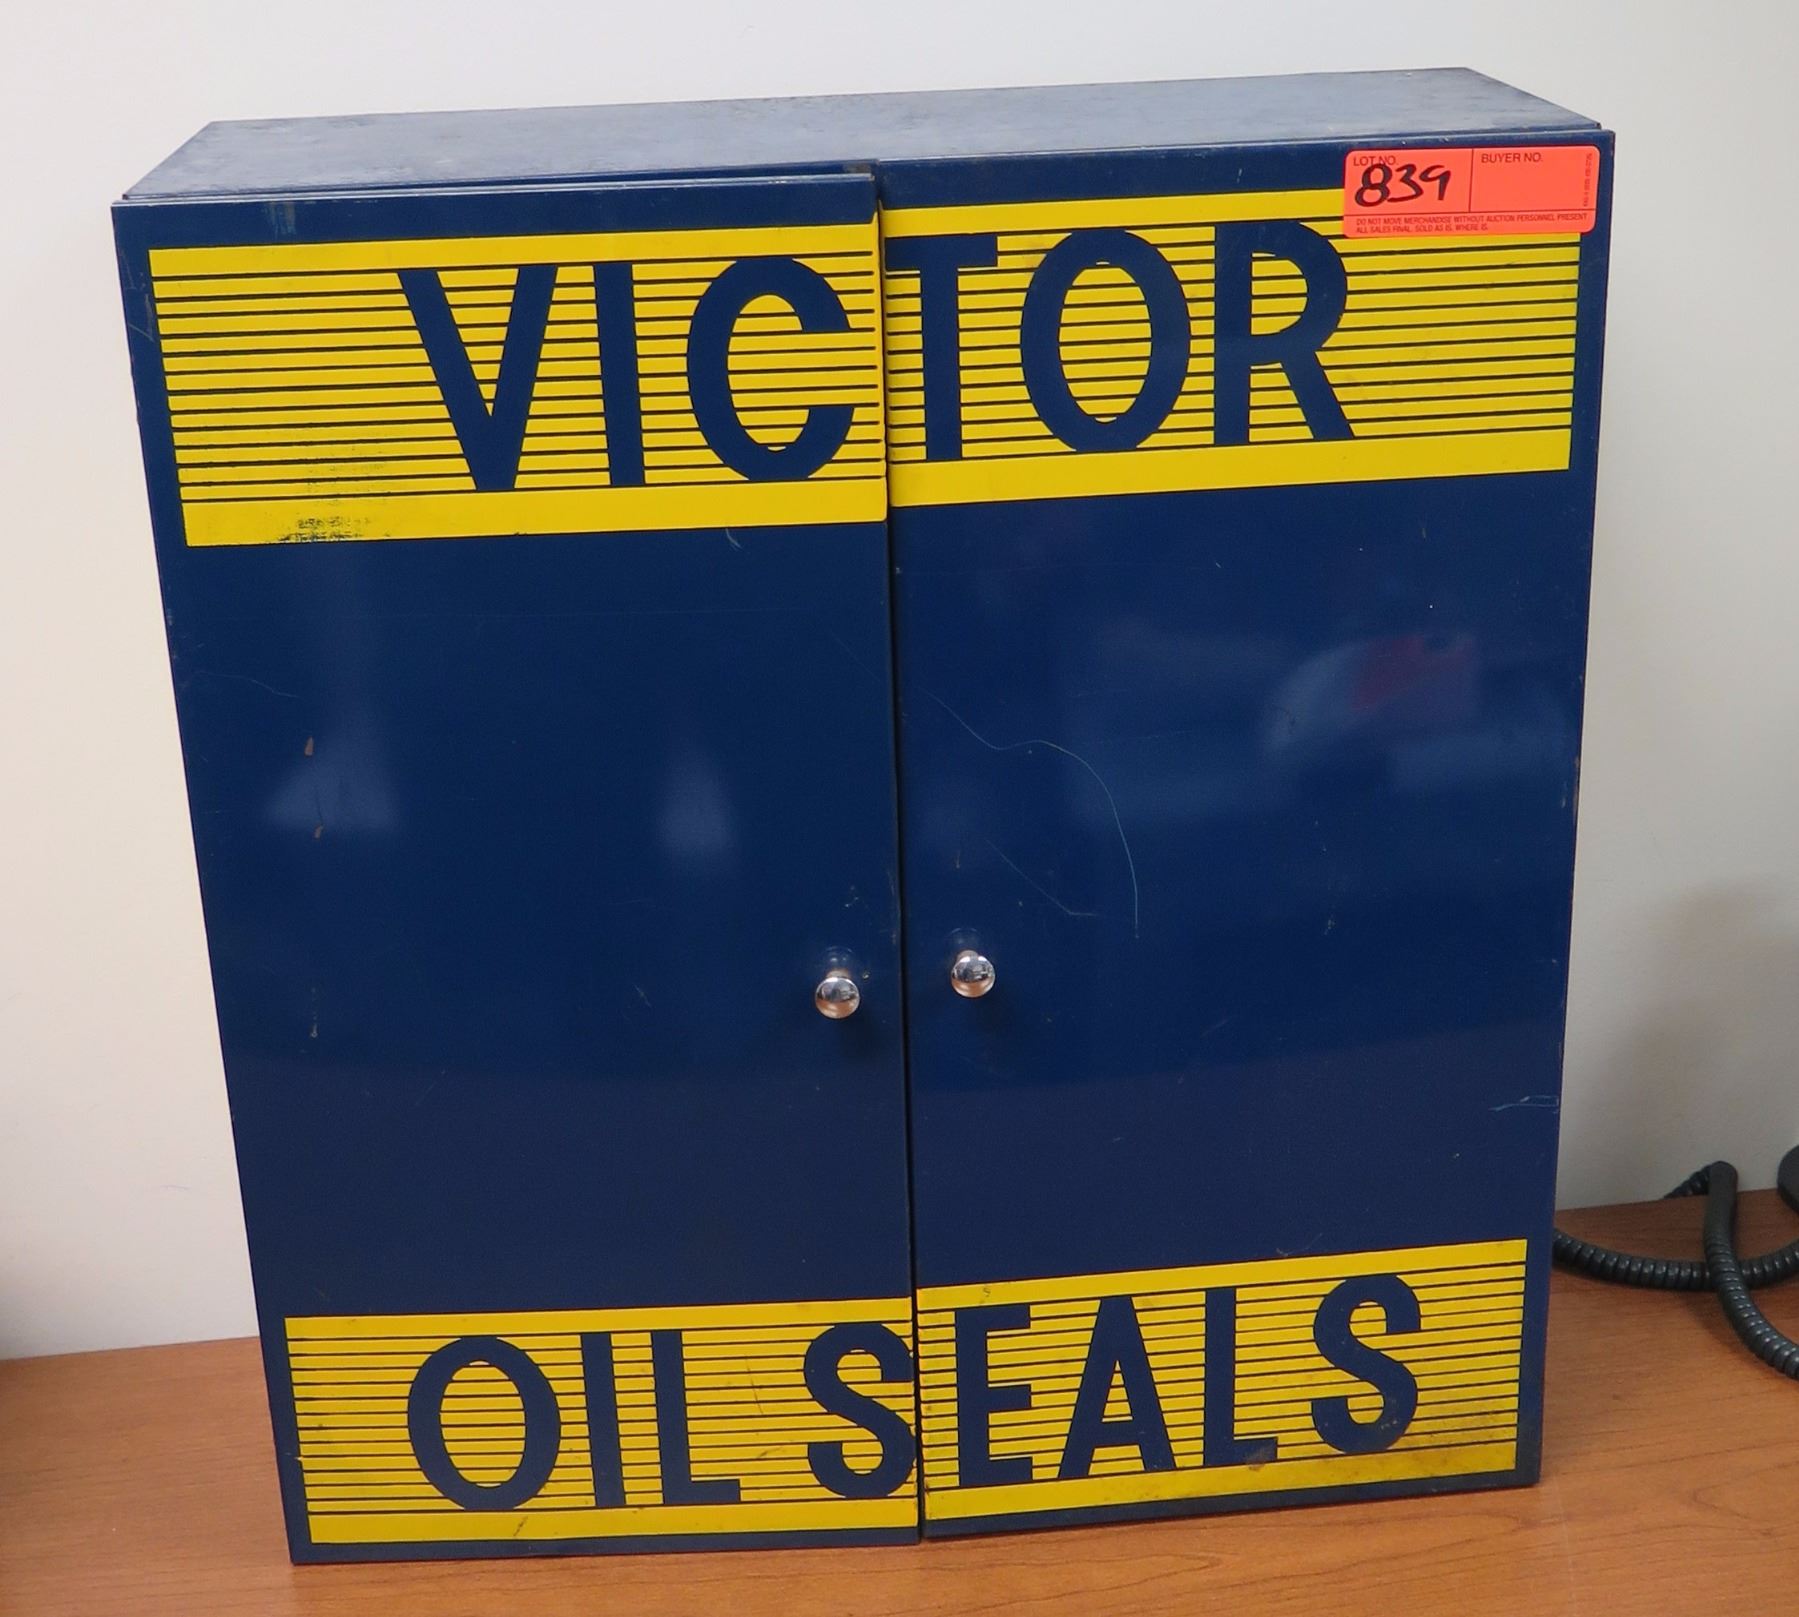 LOT NO. BUYER NO.
839
DO NOT MOVE MERCHANDISE WITHOUT AUCTION PERSONNEL PRESENT
ALL SALES FINAL. SOLD AS IS, WHERE IS.
VICTOR
OIL SEALS